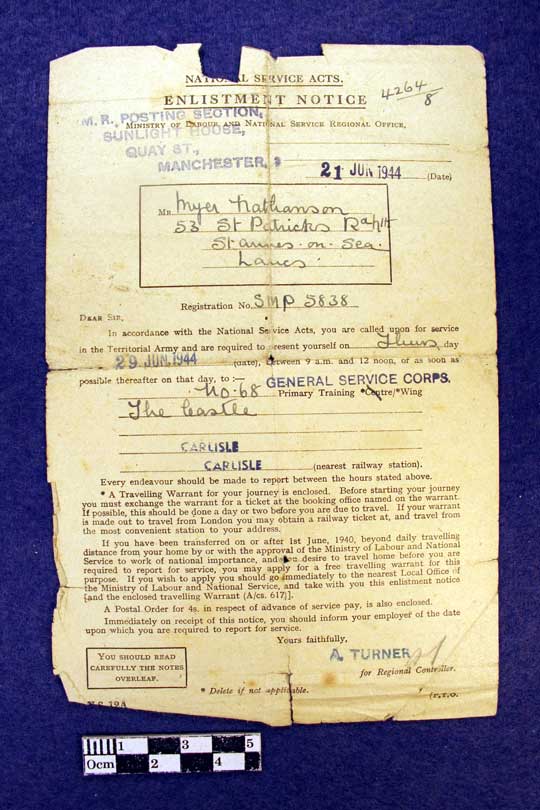 NATIONAL SERVICE ACTS.
ENLISTMENT NOTICE
4264
8
M.R., POSTING SECTION,
MINISTRY OF LABOUR AND NATIONAL SERVICE REGIONAL OFFICE,
SUNLIGHT HOUSE,
QUAY ST.,
MANCHESTER, 3
21 JUN 1944 (Date)
MR Myer Nathanson
53 St Patricks Rd
St annes-on-Sea.
Lancs.
Registration No. SMP 5838
DEAR SIR,
In accordance with the National Service Acts, you are called upon for service
in the Territorial Army and are required to present yourself on Thurs day
29 JUN 1944 (date), between 9 a.m. and 12 noon, or as soon as
possible thereafter on that day, to :— GENERAL SERVICE CORPS.
No. 68 Primary Training *Centre/*Wing
The Castle
CARLISLE
CARLISLE (nearest railway station).
Every endeavour should be made to report between the hours stated above.
* A Travelling Warrant for your journey is enclosed. Before starting your journey
you must exchange the warrant for a ticket at the booking office named on the warrant.
If possible, this should be done a day or two before you are due to travel. If your warrant
is made out to travel from London you may obtain a railway ticket at, and travel from
the most convenient station to your address.
If you have been transferred on or after 1st June, 1940, beyond daily travelling
distance from your home by or with the approval of the Ministry of Labour and National
Service to work of national importance, and desire to travel home before you are
required to report for service, you may apply for a free travelling warrant for this
purpose. If you wish to apply you should go immediately to the nearest Local Office of
the Ministry of Labour and National Service, and take with you this enlistment notice
[and the enclosed travelling Warrant (A/cs. 617)].
A Postal Order for 4s. in respect of advance of service pay, is also enclosed.
Immediately on receipt of this notice, you should inform your employer of the date
upon which you are required to report for service.
Yours faithfully,
A. TURNER
for Regional Controller.
YOU SHOULD READ
CAREFULLY THE NOTES
OVERLEAF.
* Delete if not applicable.
N.S. 12A
[P.T.O.
1 3 5
0cm 2 4